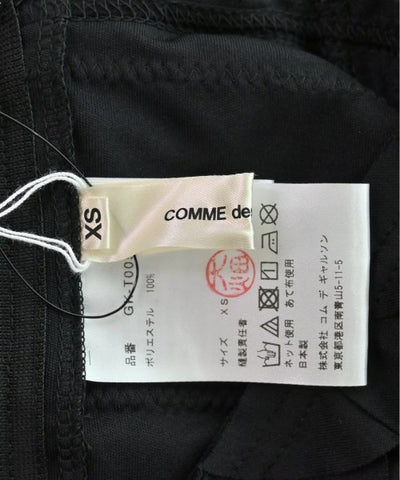 XS
COMME des
品番 GK-T00
ポリエステル 100%
サイズ XS
縫製責任者
ネット使用 あて布使用
日本製
株式会社 コム デ ギャルソン
東京都港区南青山5-11-5